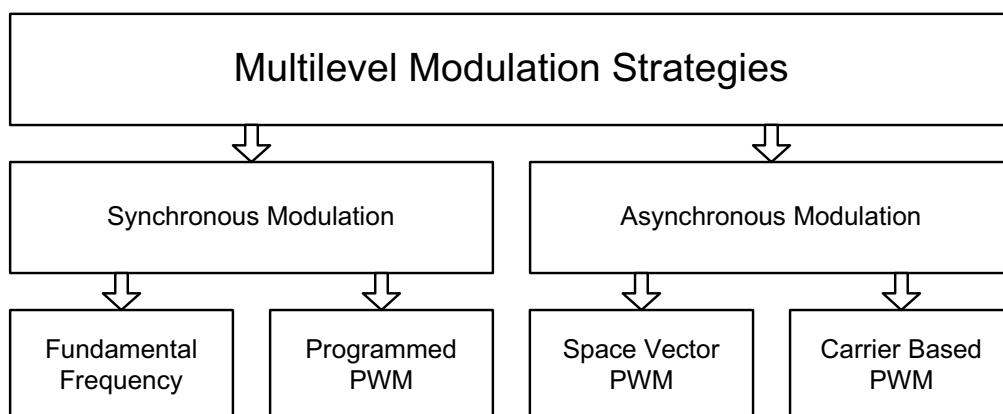 Multilevel Modulation Strategies
Synchronous Modulation
Asynchronous Modulation
Fundamental
Frequency
Programmed
PWM
Space Vector
PWM
Carrier Based
PWM